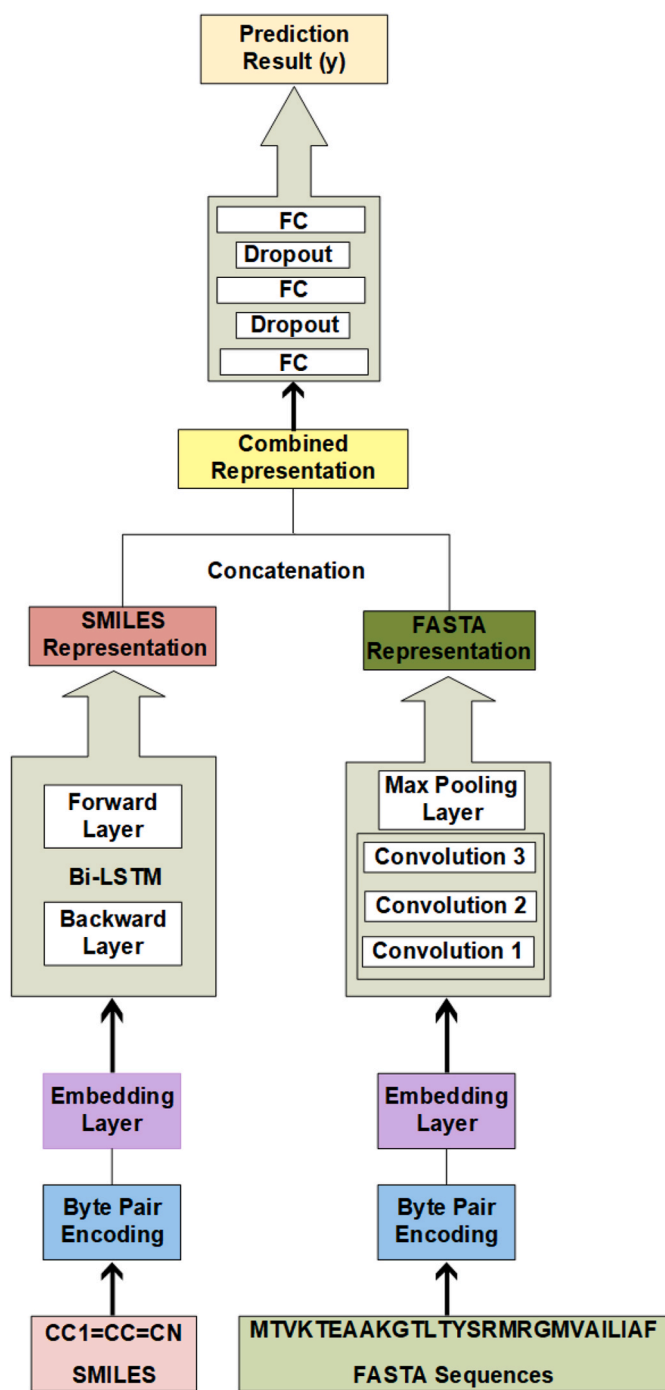 Prediction
Result (y)
FC
Dropout
FC
Dropout
FC
Combined
Representation
Concatenation
SMILES
Representation
FASTA
Representation
Forward
Layer
Bi-LSTM
Backward
Layer
Max Pooling
Layer
Convolution 3
Convolution 2
Convolution 1
Embedding
Layer
Embedding
Layer
Byte Pair
Encoding
Byte Pair
Encoding
CC1=CC=CN
SMILES
MTVKTEAAKGTLTYSRMRGMVAILIAF
FASTA Sequences